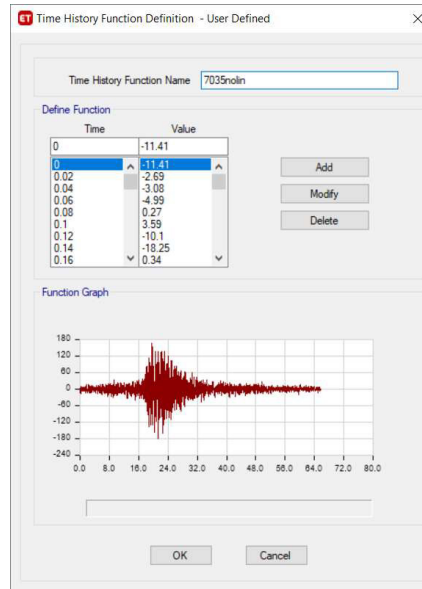 ET Time History Function Definition - User Defined
Time History Function Name 7035nolin
Define Function
Time Value
0 -11.41
0 -11.41
0.02 -2.69
0.04 -3.08
0.06 -4.99
0.08 0.27
0.1 3.59
0.12 -10.1
0.14 -18.25
0.16 0.34
Add
Modify
Delete
Function Graph
180
120
60
0
-60
-120
-180
-240
0.0 8.0 16.0 24.0 32.0 40.0 48.0 56.0 64.0 72.0 80.0
OK Cancel